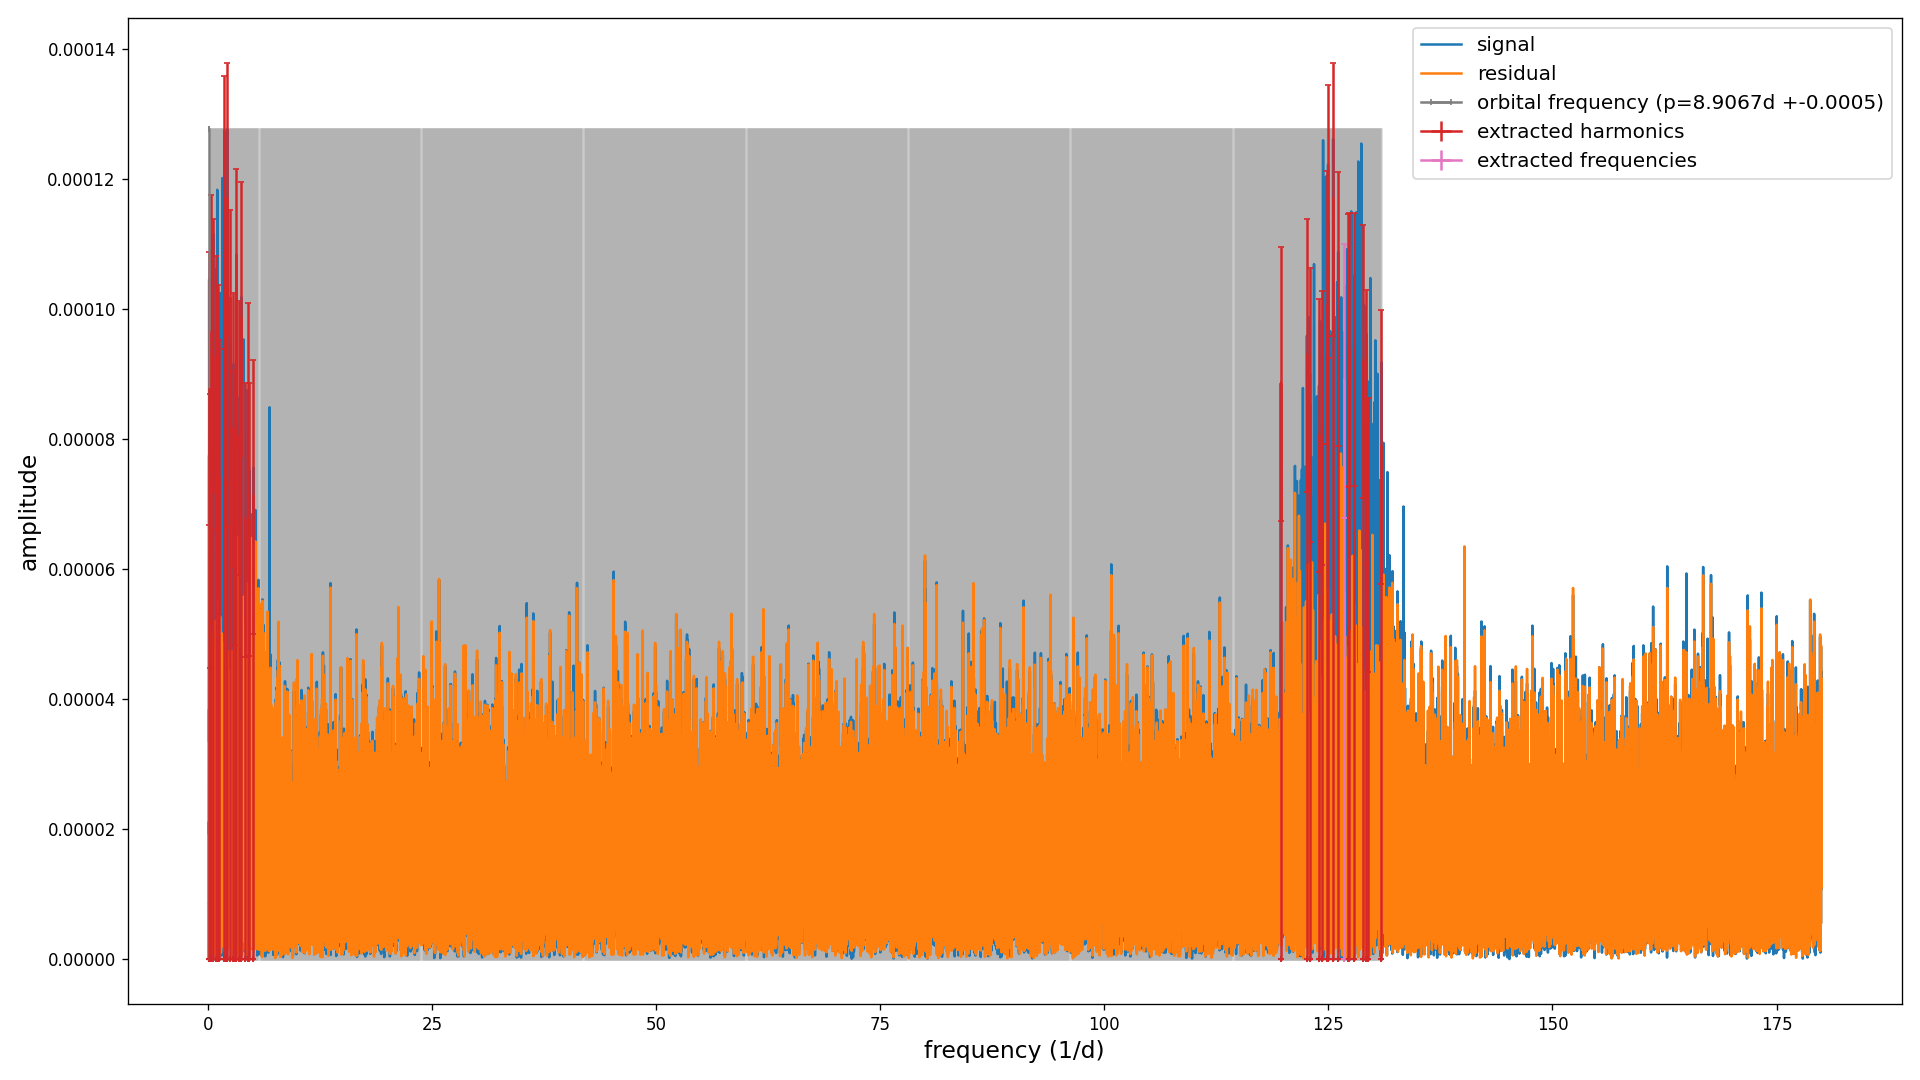 signal
residual
orbital frequency (p=8.9067d +-0.0005)
extracted harmonics
extracted frequencies
amplitude
0.00014
0.00012
0.00010
0.00008
0.00006
0.00004
0.00002
0.00000
0
25
50
75
100
125
150
175
frequency (1/d)